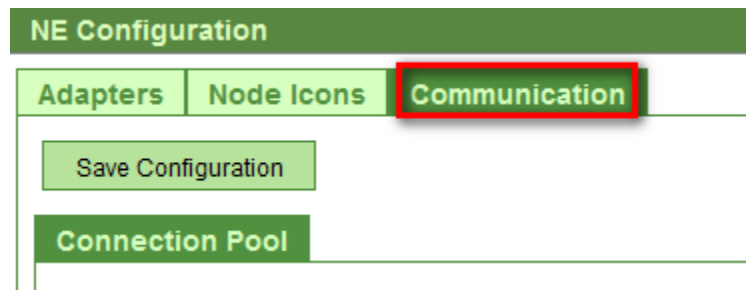 NE Configuration
Adapters Node Icons Communication
Save Configuration
Connection Pool